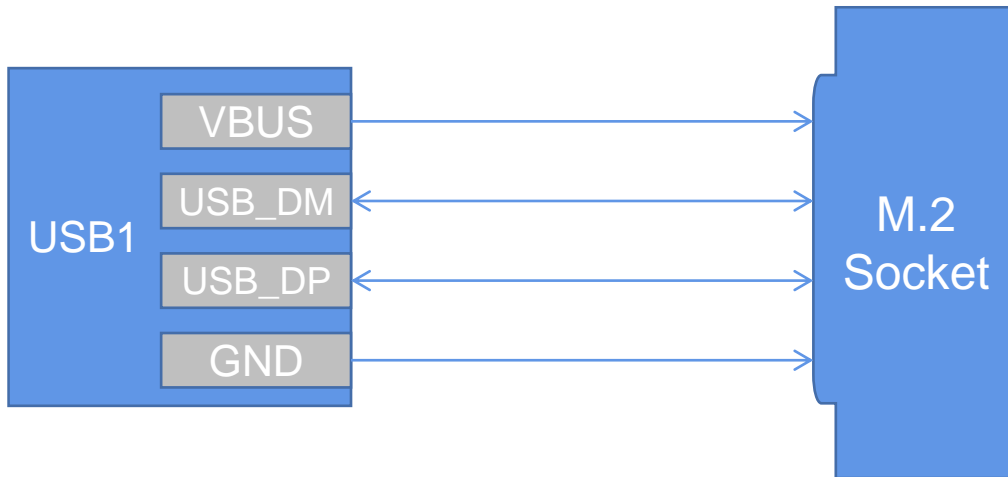 USB1
VBUS
USB_DM
USB_DP
GND
M.2
Socket